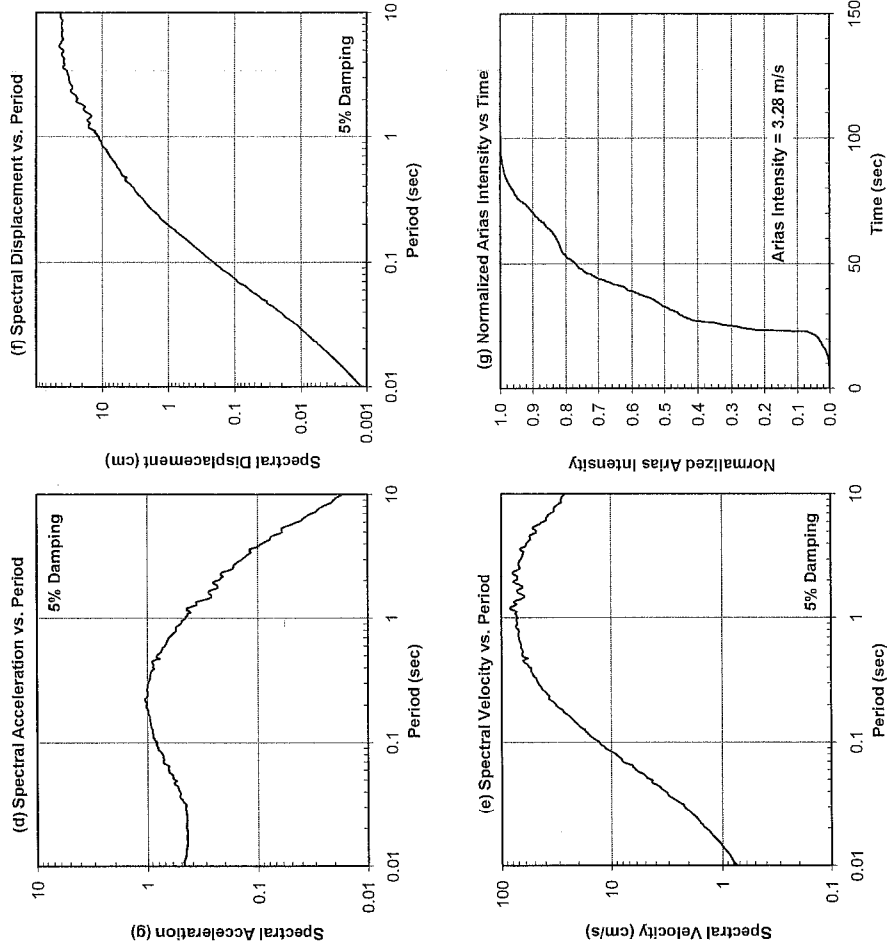 (d) Spectral Acceleration vs. Period
5% Damping
Spectral Acceleration (g)
10
1
0.1
0.01
0.01
0.1
1
10
Period (sec)
(e) Spectral Velocity vs. Period
5% Damping
Spectral Velocity (cm/s)
100
10
1
0.1
0.01
0.1
1
10
Period (sec)
(f) Spectral Displacement vs. Period
5% Damping
Spectral Displacement (cm)
10
1
0.1
0.01
0.001
0.01
0.1
1
10
Period (sec)
(g) Normalized Arias Intensity vs Time
Arias Intensity = 3.28 m/s
Normalized Arias Intensity
1.0
0.9
0.8
0.7
0.6
0.5
0.4
0.3
0.2
0.1
0.0
0
50
100
150
Time (sec)